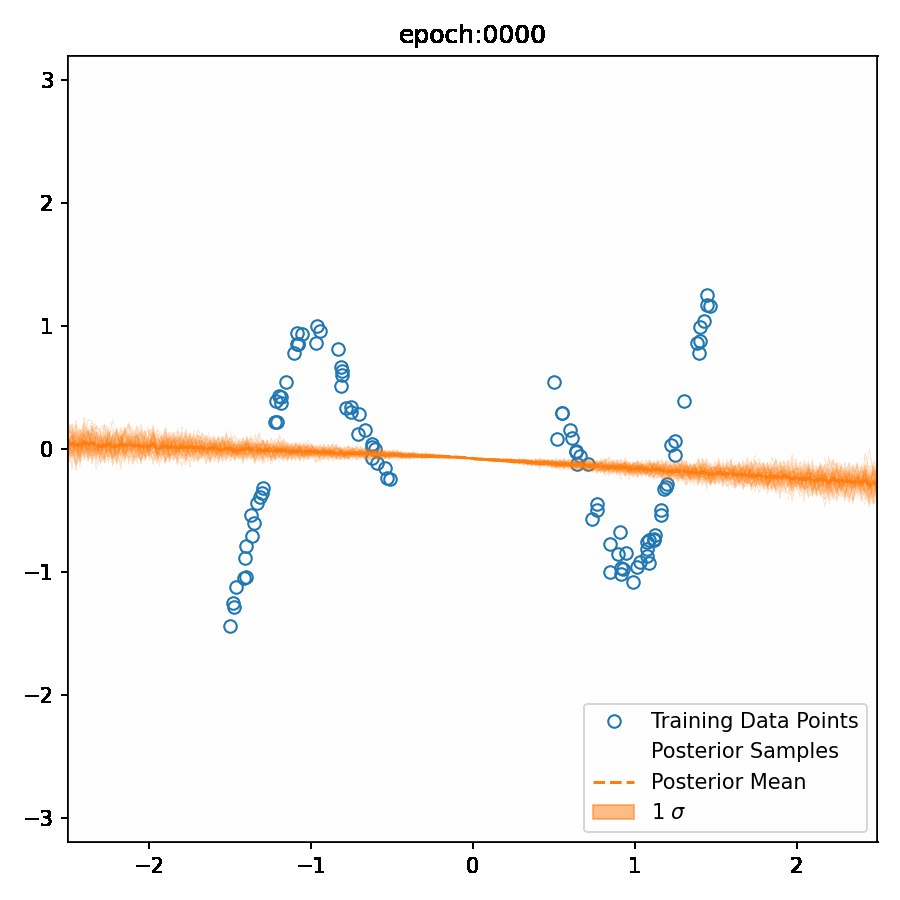 epoch:0000
3
2
1
0
−1
−2
−3
−2
−1
0
1
2
Training Data Points
Posterior Samples
Posterior Mean
1 σ